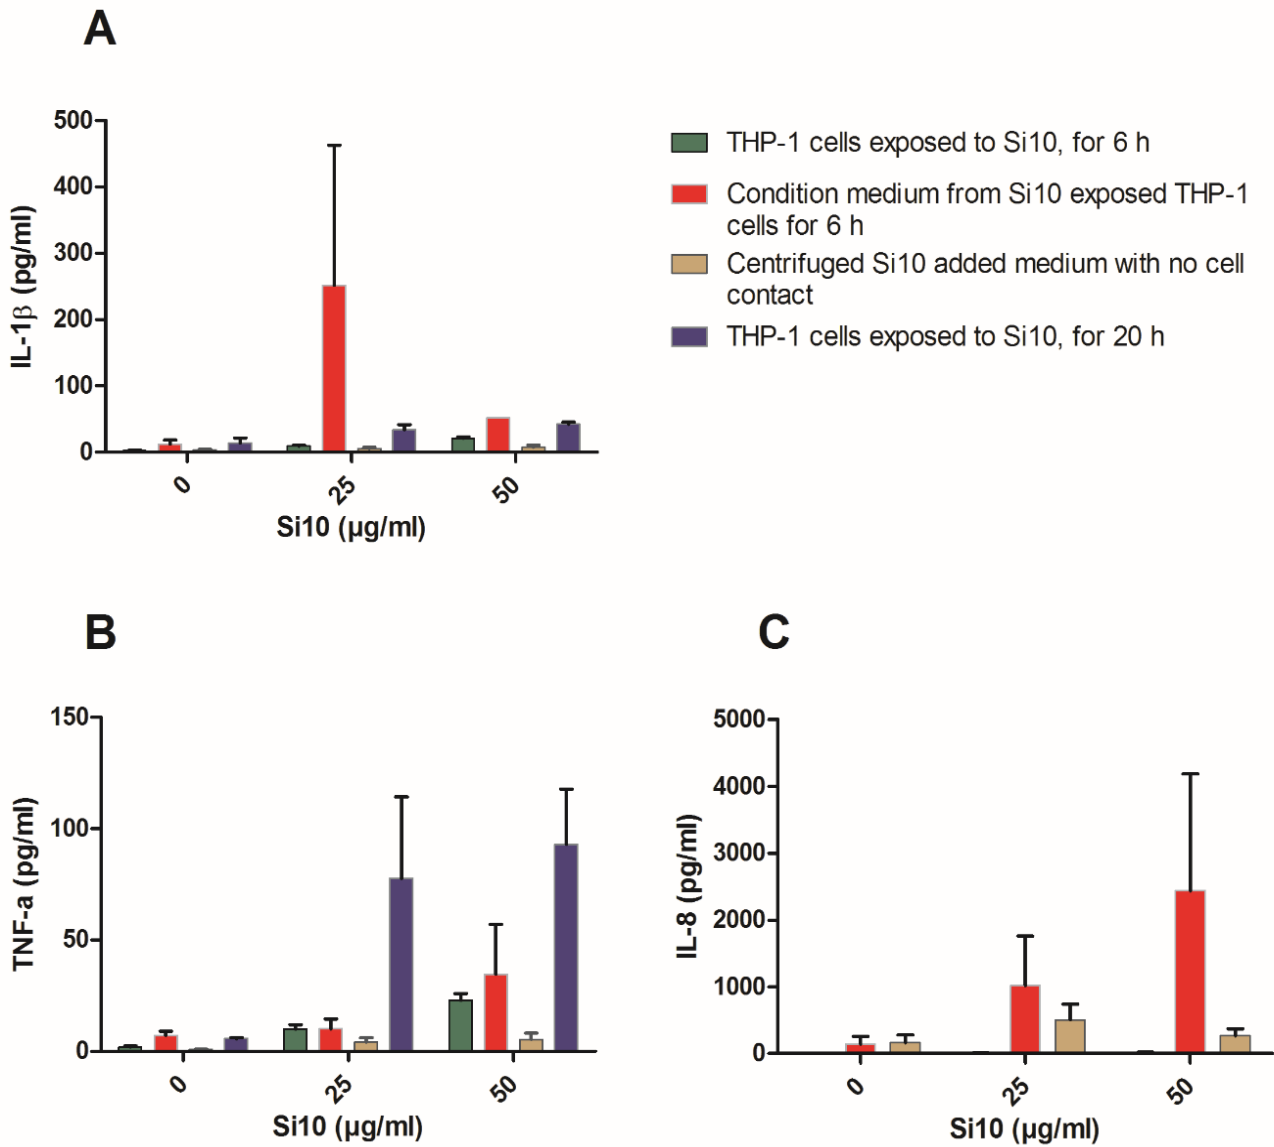 A
500
400
300
200
100
0
IL-1β (pg/ml)
0
25
50
Si10 (µg/ml)
THP-1 cells exposed to Si10, for 6 h
Condition medium from Si10 exposed THP-1
cells for 6 h
Centrifuged Si10 added medium with no cell
contact
THP-1 cells exposed to Si10, for 20 h
B
150
100
50
0
TNF-a (pg/ml)
0
25
50
Si10 (µg/ml)
C
5000
4000
3000
2000
1000
0
IL-8 (pg/ml)
0
25
50
Si10 (µg/ml)